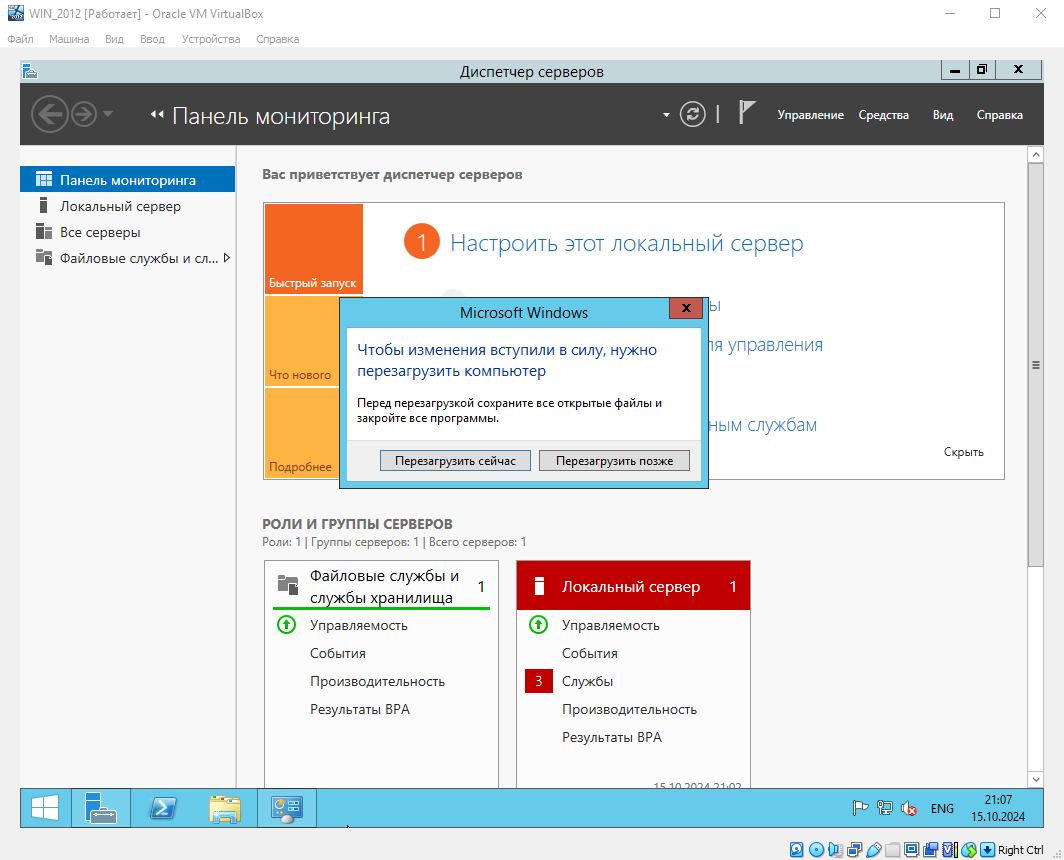 WIN_2012 [Работает] - Oracle VM VirtualBox
Файл Машина Вид Ввод Устройства Справка
Диспетчер серверов
Панель мониторинга
Управление Средства Вид Справка
Панель мониторинга
Локальный сервер
Все серверы
Файловые службы и сл...
Вас приветствует диспетчер серверов
Быстрый запуск
Что нового
Подробнее
1 Настроить этот локальный сервер
ы
ля управления
ным службам
Скрыть
Microsoft Windows
Чтобы изменения вступили в силу, нужно
перезагрузить компьютер
Перед перезагрузкой сохраните все открытые файлы и
закройте все программы.
Перезагрузить сейчас Перезагрузить позже
РОЛИ И ГРУППЫ СЕРВЕРОВ
Роли: 1 | Группы серверов: 1 | Всего серверов: 1
Файловые службы и
службы хранилища
1
Управляемость
События
Производительность
Результаты BPA
Локальный сервер 1
Управляемость
События
3 Службы
Производительность
Результаты BPA
15.10.2024 21:02
ENG
21:07
15.10.2024
Right Ctrl